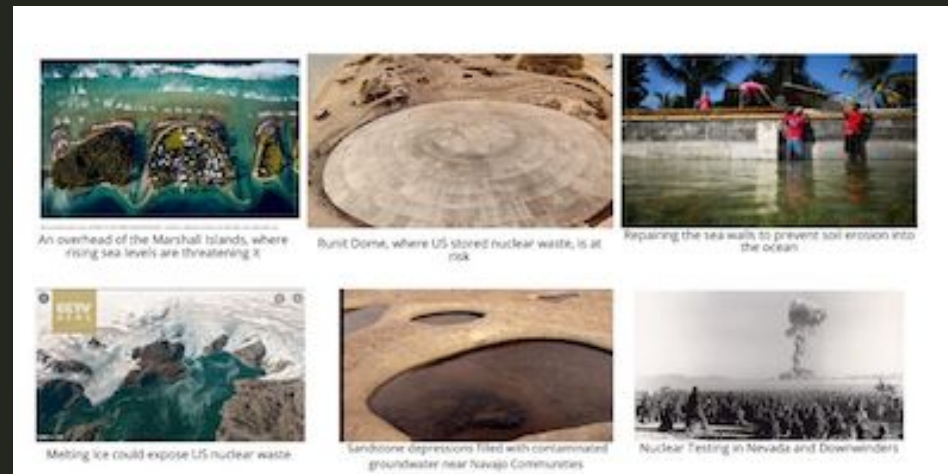 An overhead of the Marshall Islands, where
rising sea levels are threatening it
Runit Dome, where US stored nuclear waste, is at
risk
Repairing the sea walls to prevent soil erosion into
the ocean
CCTV
Melting Ice could expose US nuclear waste
Sandstone depressions filled with contaminated
groundwater near Navajo Communities
Nuclear Testing in Nevada and Downwinders